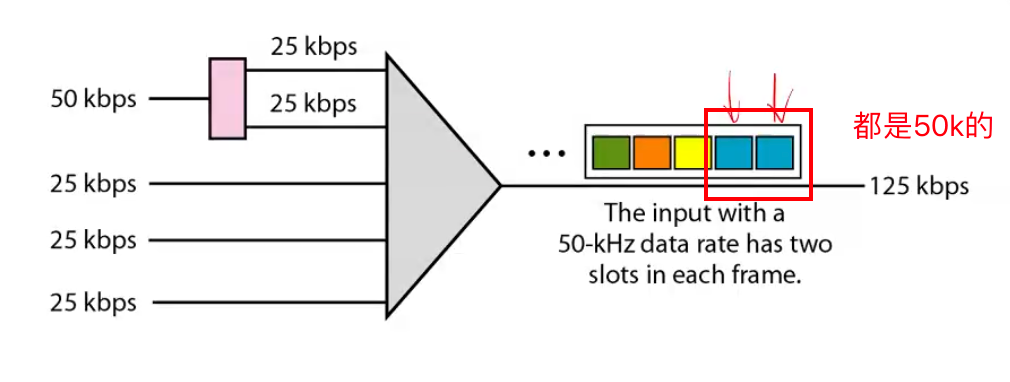 25 kbps
50 kbps
25 kbps
都是50k的
•••
25 kbps
125 kbps
The input with a
50-kHz data rate has two
slots in each frame.
25 kbps
25 kbps